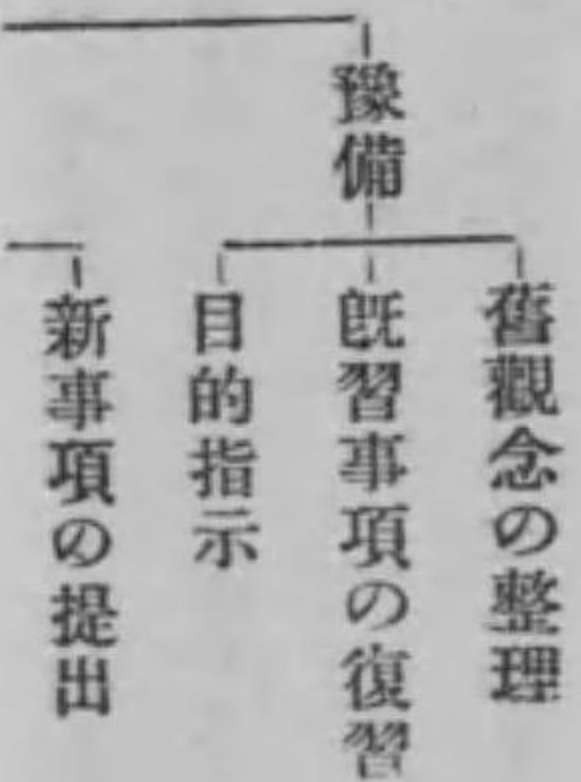 豫備
舊觀念の整理
既習事項の復習
目的指示
新事項の提出